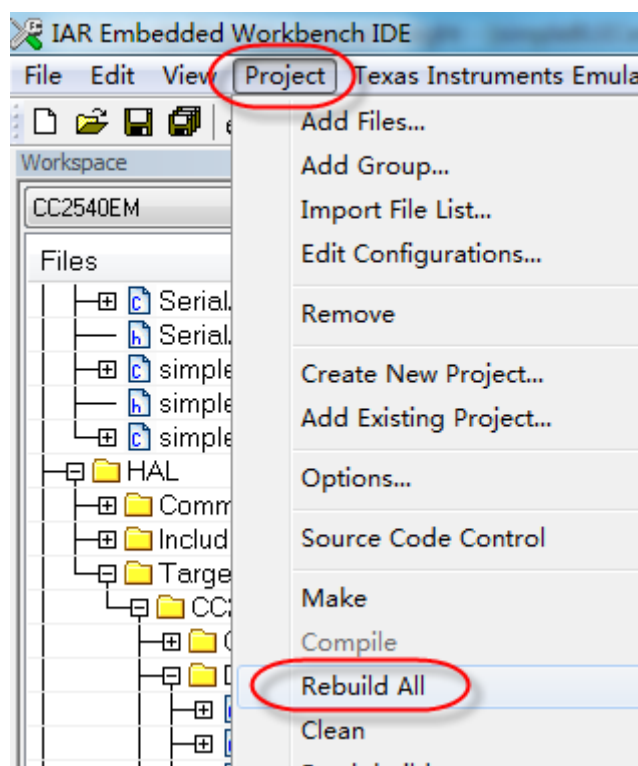 IAR Embedded Workbench IDE
File Edit View Project Texas Instruments Emula
Workspace
CC2540EM
Files
Serial.
Serial.
simple
simple
simple
HAL
Comm
Includ
Targe
CC2
Add Files...
Add Group...
Import File List...
Edit Configurations...
Remove
Create New Project...
Add Existing Project...
Options...
Source Code Control
Make
Compile
Rebuild All
Clean